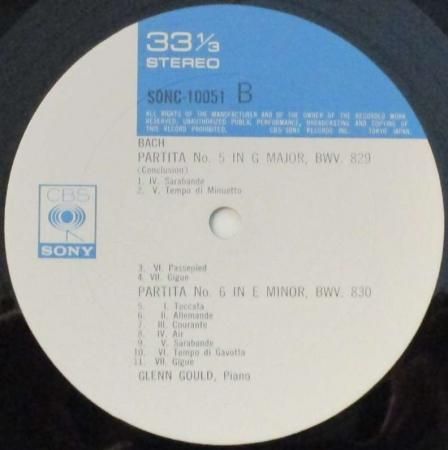 33 1/3
STEREO
SONC-10051 B
ALL RIGHTS OF THE MANUFACTURER AND OF THE OWNER OF THE RECORDED WORK
RESERVED. UNAUTHORIZED PUBLIC PERFORMANCE, BROADCASTING AND COPYING OF
THIS RECORD PROHIBITED. CBS·SONY RECORDS INC. TOKYO JAPAN.
BACH
PARTITA No. 5 IN G MAJOR, BWV. 829
(Conclusion)
1. IV. Sarabande
2. V. Tempo di Minuetto
CBS
SONY
3. VI. Passepied
4. VII. Gigue
PARTITA No. 6 IN E MINOR, BWV. 830
5. I. Toccata
6. II. Allemande
7. III. Courante
8. IV. Air
9. V. Sarabande
10. VI. Tempo di Gavotta
11. VII. Gigue
GLENN GOULD, Piano